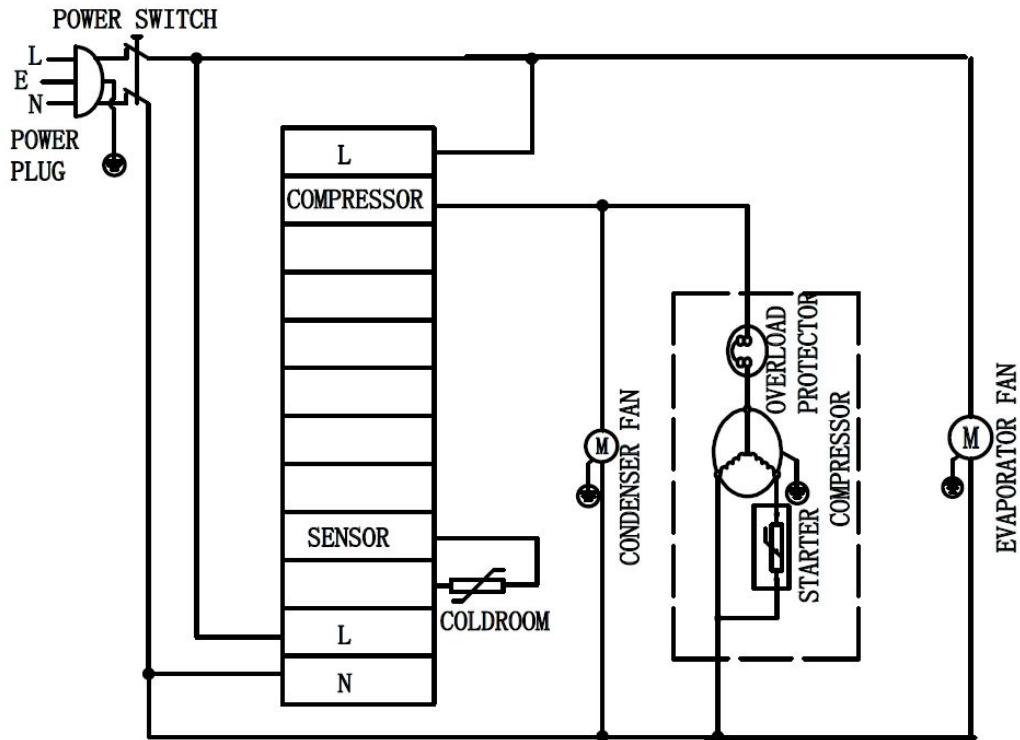 POWER SWITCH
L
E
N
POWER
PLUG
L
COMPRESSOR
SENSOR
L
N
COLDROOM
M
CONDENSER FAN
OVERLOAD
PROTECTOR
COMPRESSOR
STARTER
M
EVAPORATOR FAN